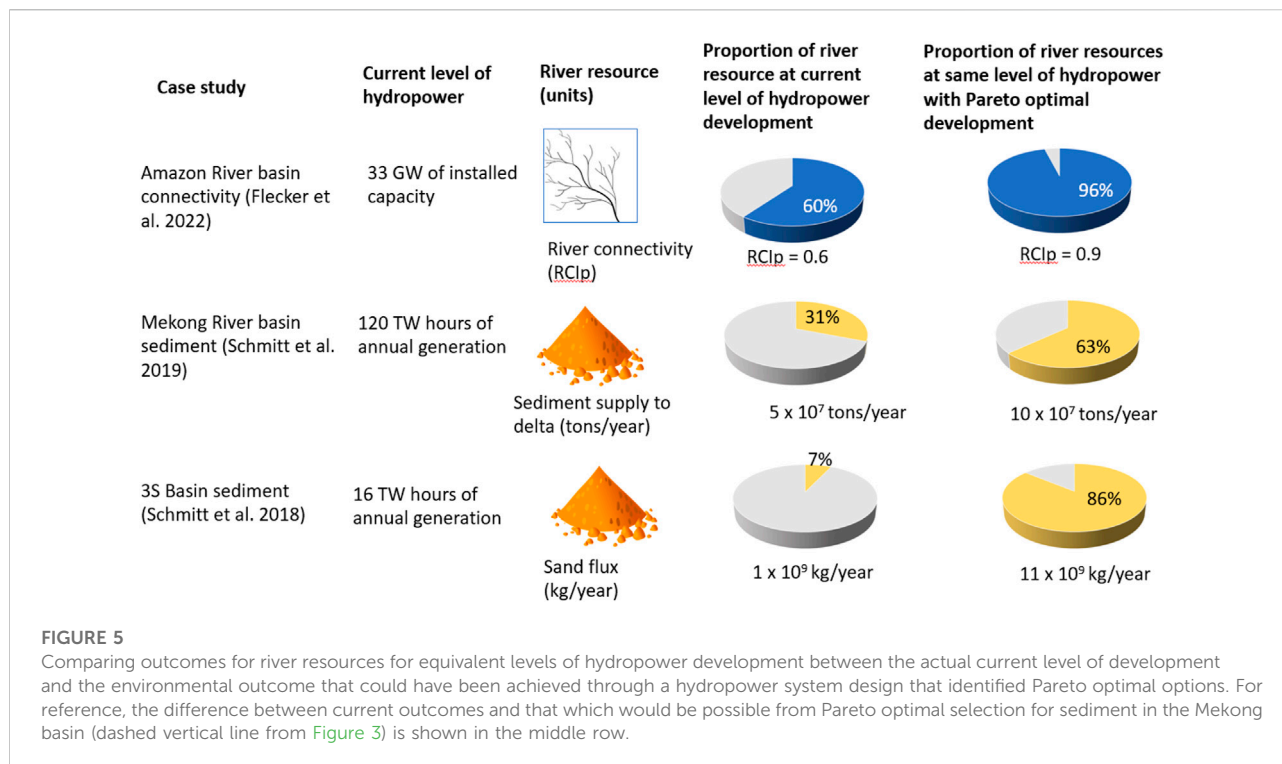 Case study
Current level of
hydropower
River resource
(units)
Proportion of river
resource at current
level of hydropower
development
Proportion of river resources
at same level of hydropower
with Pareto optimal
development
Amazon River basin
connectivity (Flecker et
al. 2022)
33 GW of installed
capacity
River connectivity
(RCIp)
60%
RCIp = 0.6
96%
RCIp = 0.9
Mekong River basin
sediment (Schmitt et al.
2019)
120 TW hours of
annual generation
Sediment supply to
delta (tons/year)
31%
5 x 10⁷ tons/year
63%
10 x 10⁷ tons/year
3S Basin sediment
(Schmitt et al. 2018)
16 TW hours of
annual generation
Sand flux
(kg/year)
7%
1 x 10⁹ kg/year
86%
11 x 10⁹ kg/year
FIGURE 5
Comparing outcomes for river resources for equivalent levels of hydropower development between the actual current level of development
and the environmental outcome that could have been achieved through a hydropower system design that identified Pareto optimal options. For
reference, the difference between current outcomes and that which would be possible from Pareto optimal selection for sediment in the Mekong
basin (dashed vertical line from Figure 3) is shown in the middle row.